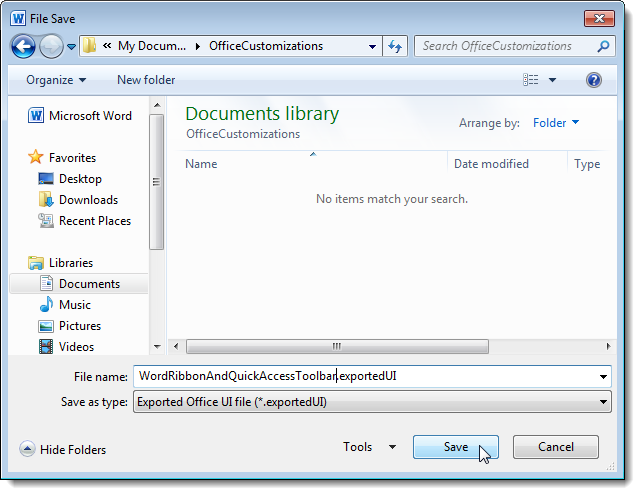 File Save
« My Docum... ▸ OfficeCustomizations
Search OfficeCustomizations
Organize
New folder
Microsoft Word
Favorites
Desktop
Downloads
Recent Places
Libraries
Documents
Music
Pictures
Videos
Documents library
OfficeCustomizations
Arrange by: Folder
Name Date modified Type
No items match your search.
File name: WordRibbonAndQuickAccessToolbar.exportedUI
Save as type: Exported Office UI file (*.exportedUI)
Hide Folders
Tools
Save
Cancel